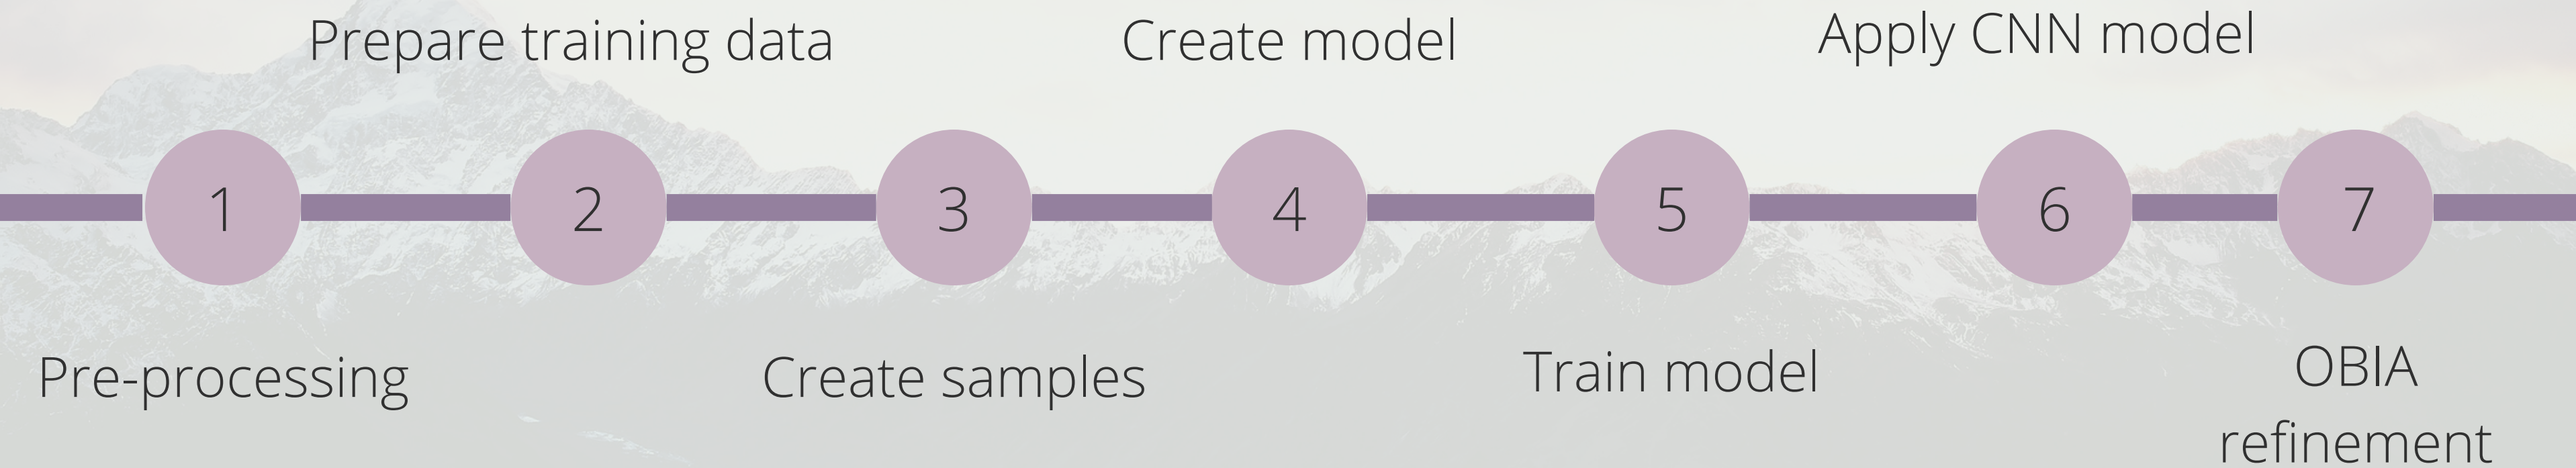 Prepare training data
Create model
Apply CNN model
1
2
3
4
5
6
7
Pre-processing
Create samples
Train model
OBIA
refinement